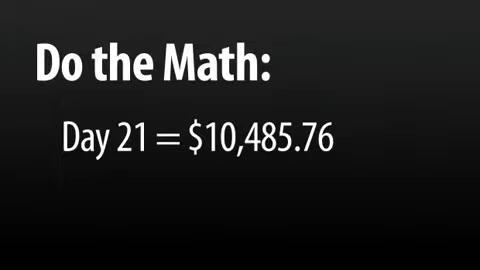 Do the Math:
Day 21 = $10,485.76